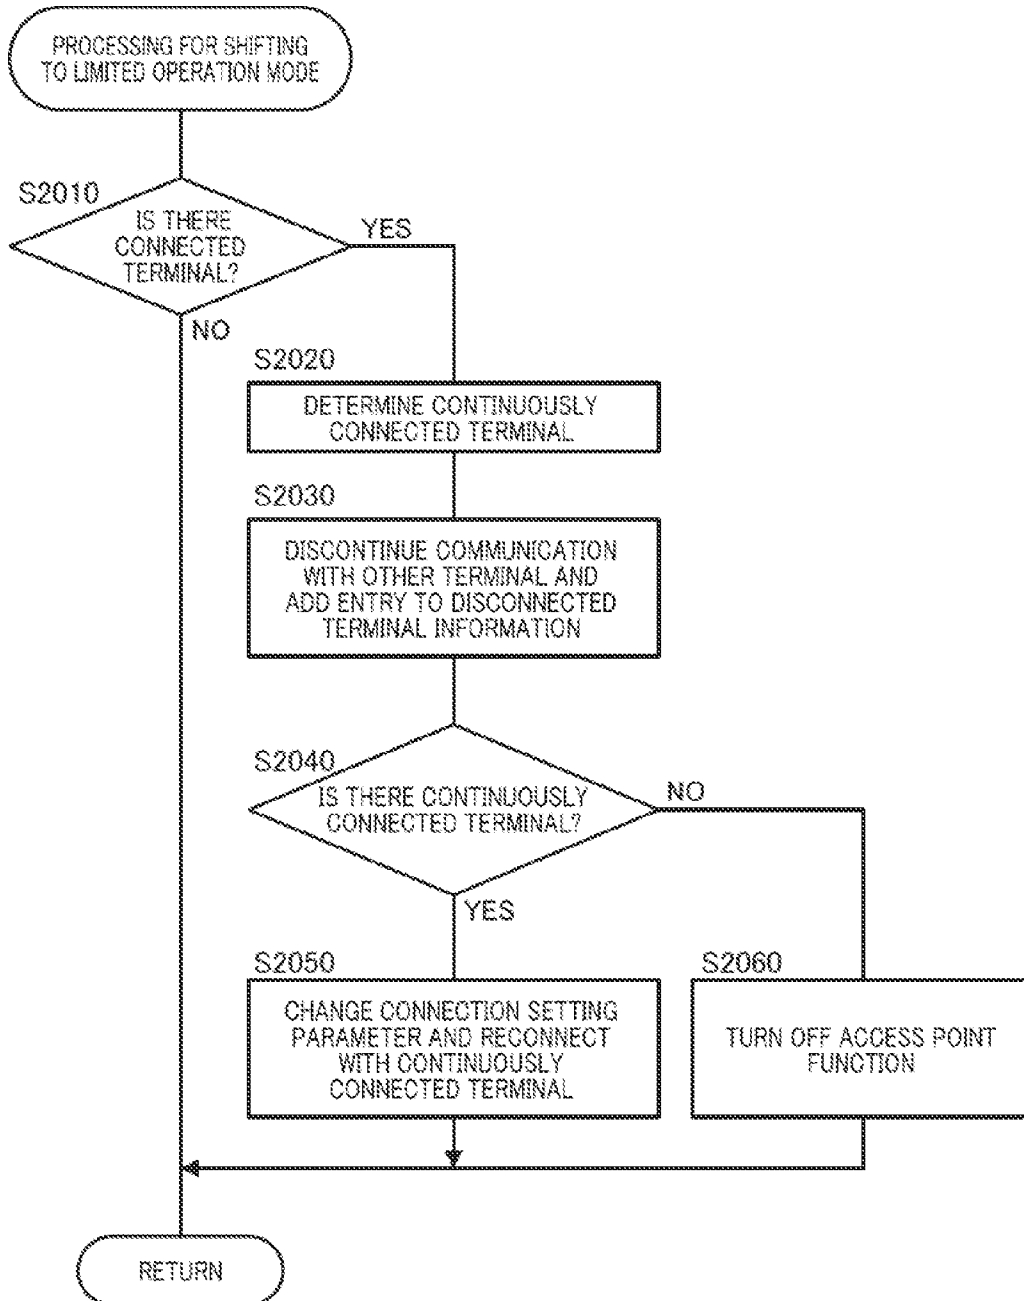 PROCESSING FOR SHIFTING
TO LIMITED OPERATION MODE
S2010
IS THERE
CONNECTED
TERMINAL?
YES
NO
S2020
DETERMINE CONTINUOUSLY
CONNECTED TERMINAL
S2030
DISCONTINUE COMMUNICATION
WITH OTHER TERMINAL AND
ADD ENTRY TO DISCONNECTED
TERMINAL INFORMATION
S2040
IS THERE CONTINUOUSLY
CONNECTED TERMINAL?
NO
YES
S2050
CHANGE CONNECTION SETTING
PARAMETER AND RECONNECT
WITH CONTINUOUSLY
CONNECTED TERMINAL
S2060
TURN OFF ACCESS POINT
FUNCTION
RETURN